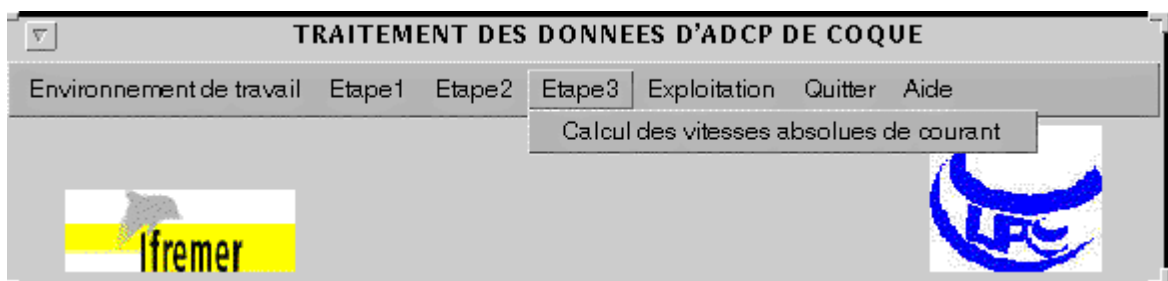 TRAITEMENT DES DONNEES D'ADCP DE COQUE
Environnement de travail Etape1 Etape2 Etape3 Exploitation Quitter Aide
Calcul des vitesses absolues de courant
Ifremer
LPO